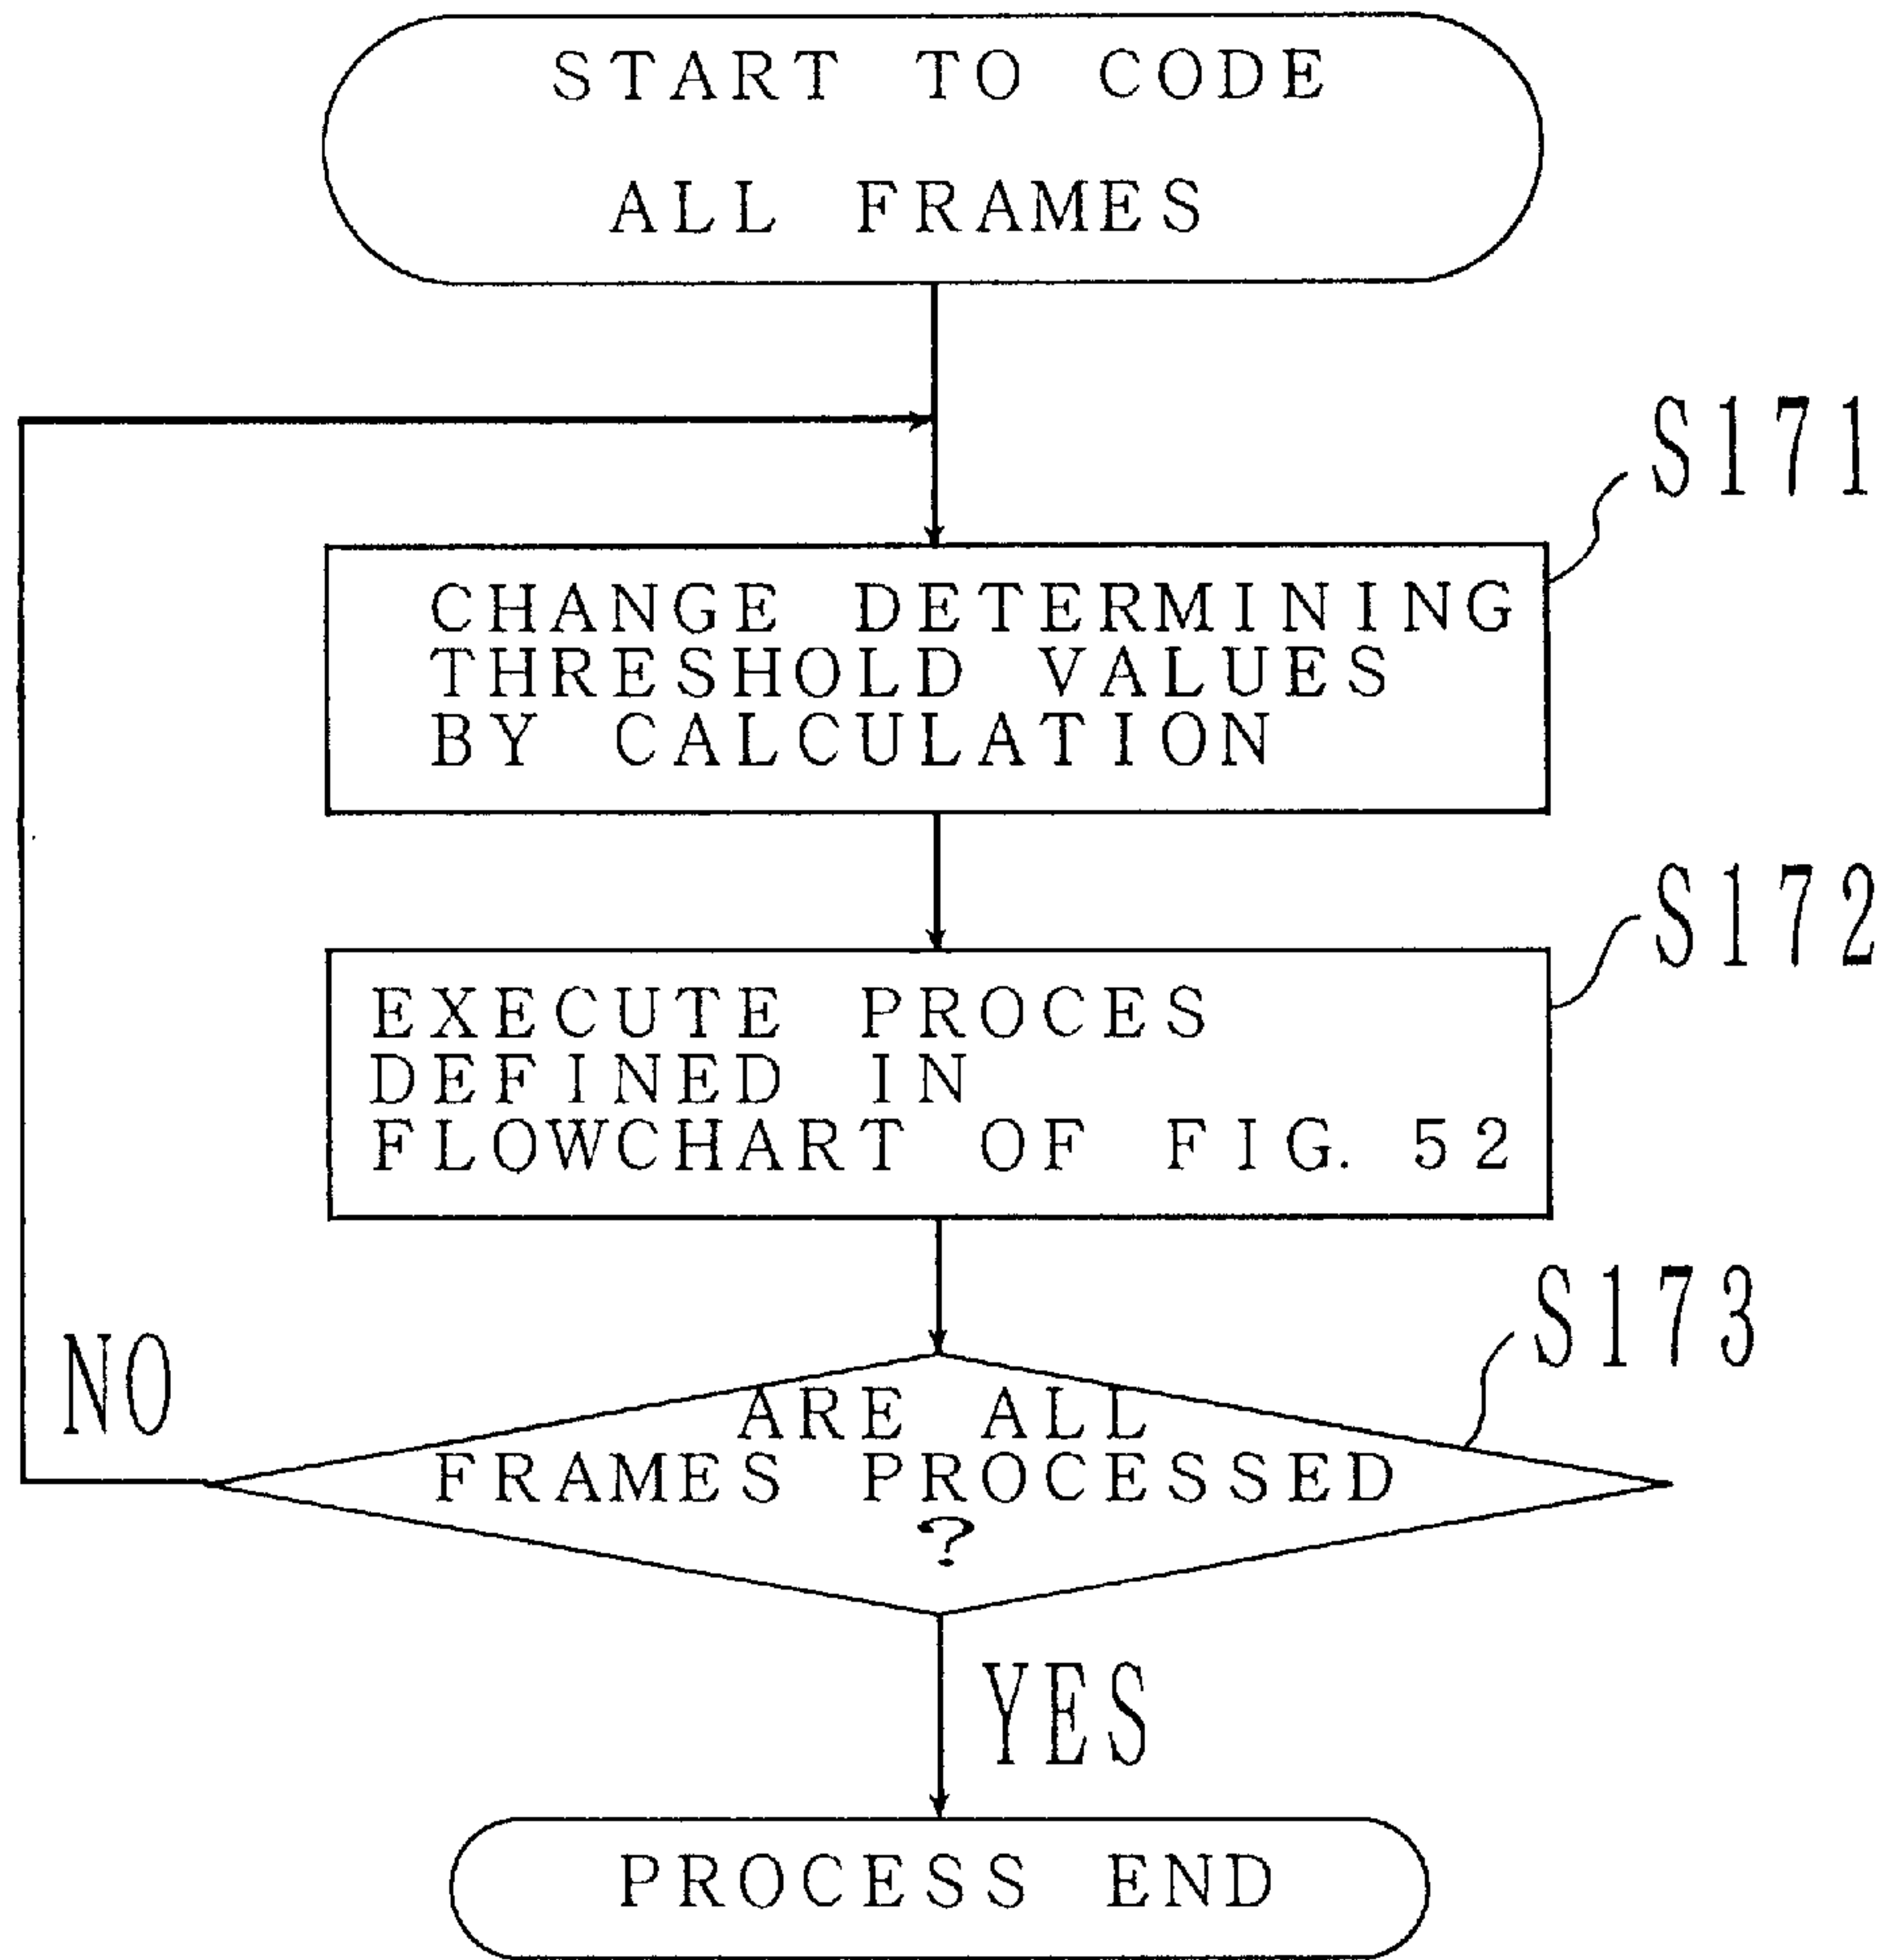 START TO CODE
ALL FRAMES
S171
CHANGE DETERMINING
THRESHOLD VALUES
BY CALCULATION
S172
EXECUTE PROCES
DEFINED IN
FLOWCHART OF FIG. 52
S173
NO
ARE ALL
FRAMES PROCESSED
?
YES
PROCESS END